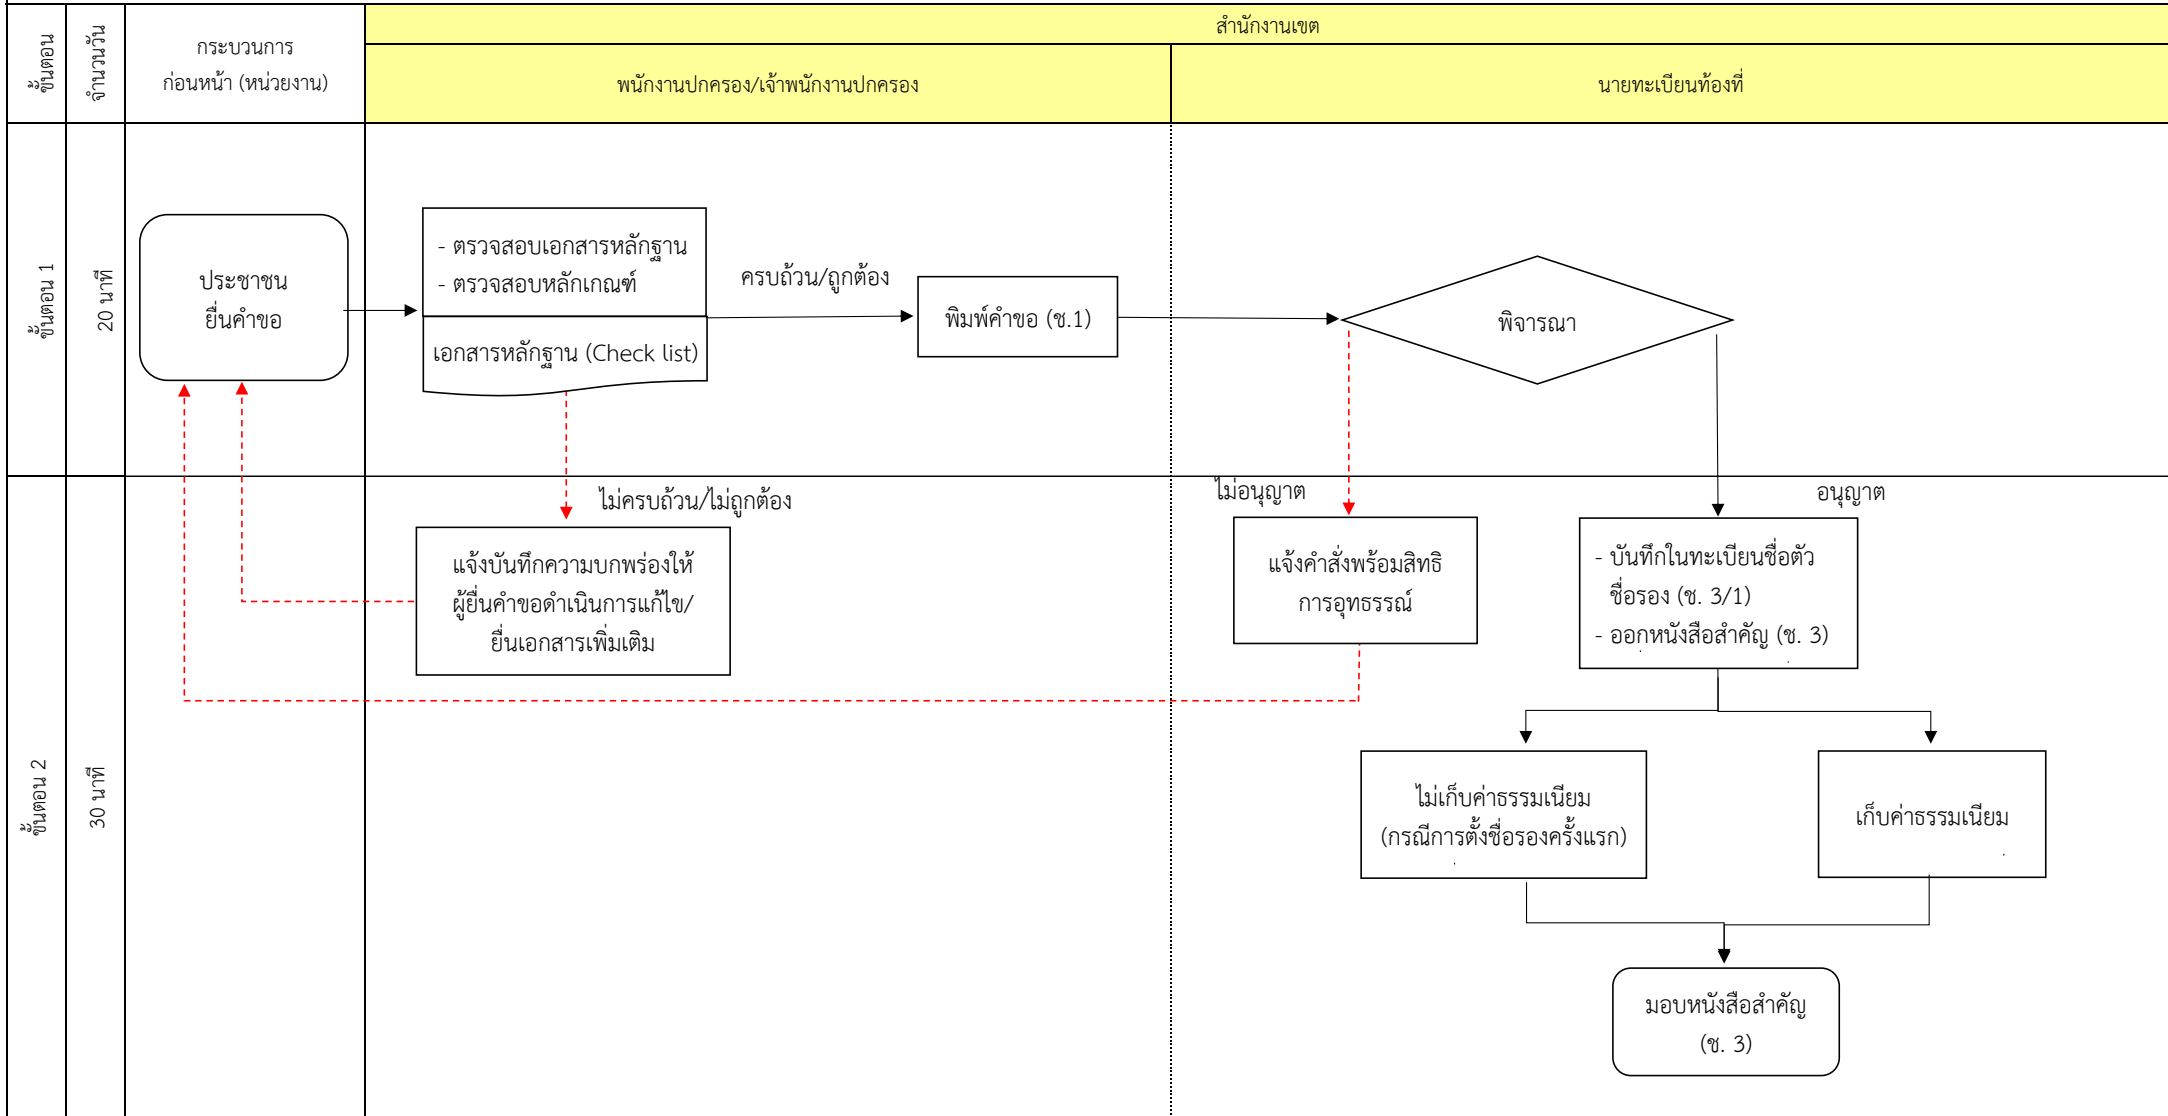 ขั้นตอน
จำนวนวัน
กระบวนการ
ก่อนหน้า (หน่วยงาน)
สำนักงานเขต
พนักงานปกครอง/เจ้าพนักงานปกครอง
นายทะเบียนท้องที่
ขั้นตอน 1
20 นาที
ประชาชน
ยื่นคำขอ
- ตรวจสอบเอกสารหลักฐาน
- ตรวจสอบหลักเกณฑ์
เอกสารหลักฐาน (Check list)
ครบถ้วน/ถูกต้อง
พิมพ์คำขอ (ช.1)
พิจารณา
ขั้นตอน 2
30 นาที
ไม่ครบถ้วน/ไม่ถูกต้อง
แจ้งบันทึกความบกพร่องให้
ผู้ยื่นคำขอดำเนินการแก้ไข/
ยื่นเอกสารเพิ่มเติม
ไม่อนุญาต
แจ้งคำสั่งพร้อมสิทธิ
การอุทธรรณ์
อนุญาต
- บันทึกในทะเบียนชื่อตัว
ชื่อรอง (ช. 3/1)
- ออกหนังสือสำคัญ (ช. 3)
ไม่เก็บค่าธรรมเนียม
(กรณีการตั้งชื่อรองครั้งแรก)
เก็บค่าธรรมเนียม
มอบหนังสือสำคัญ
(ช. 3)